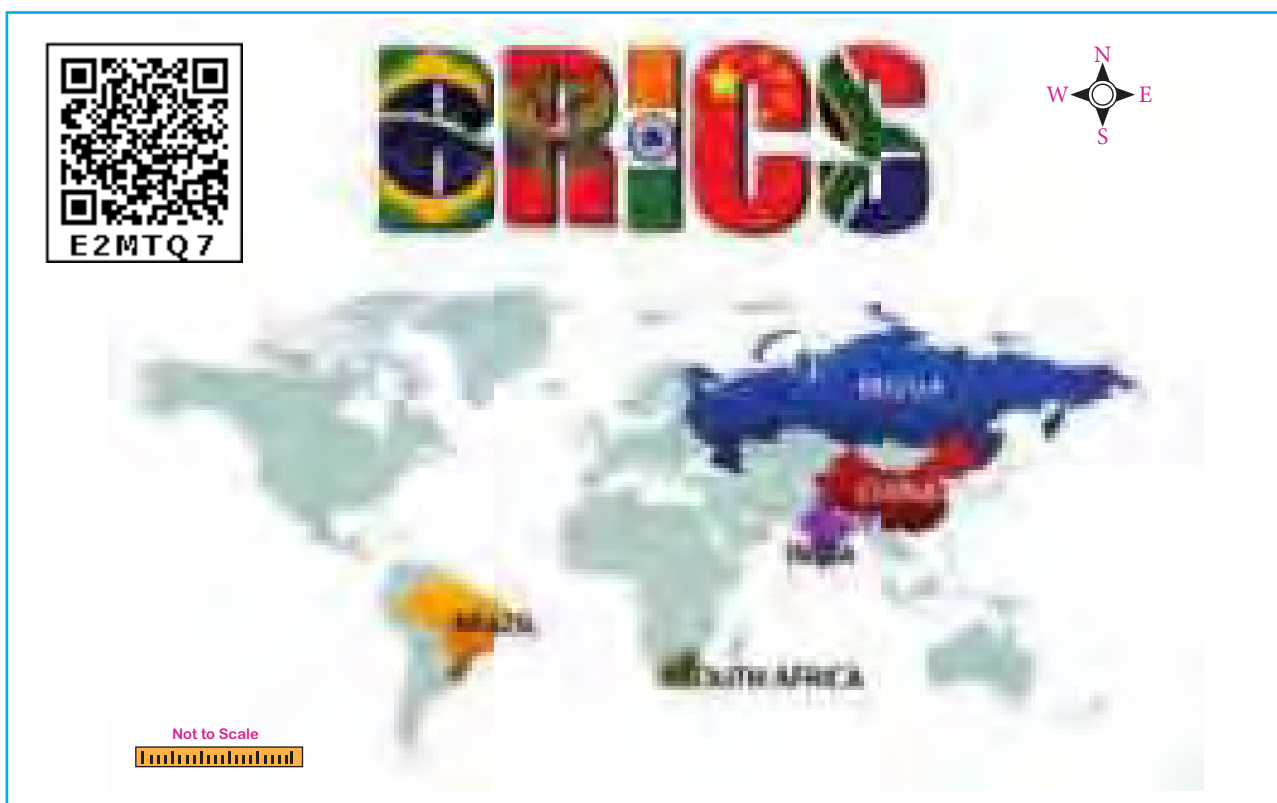 BRICS
N
W E
S
E2MTQ7
RUSSIA
CHINA
INDIA
BRAZIL
SOUTH AFRICA
Not to Scale